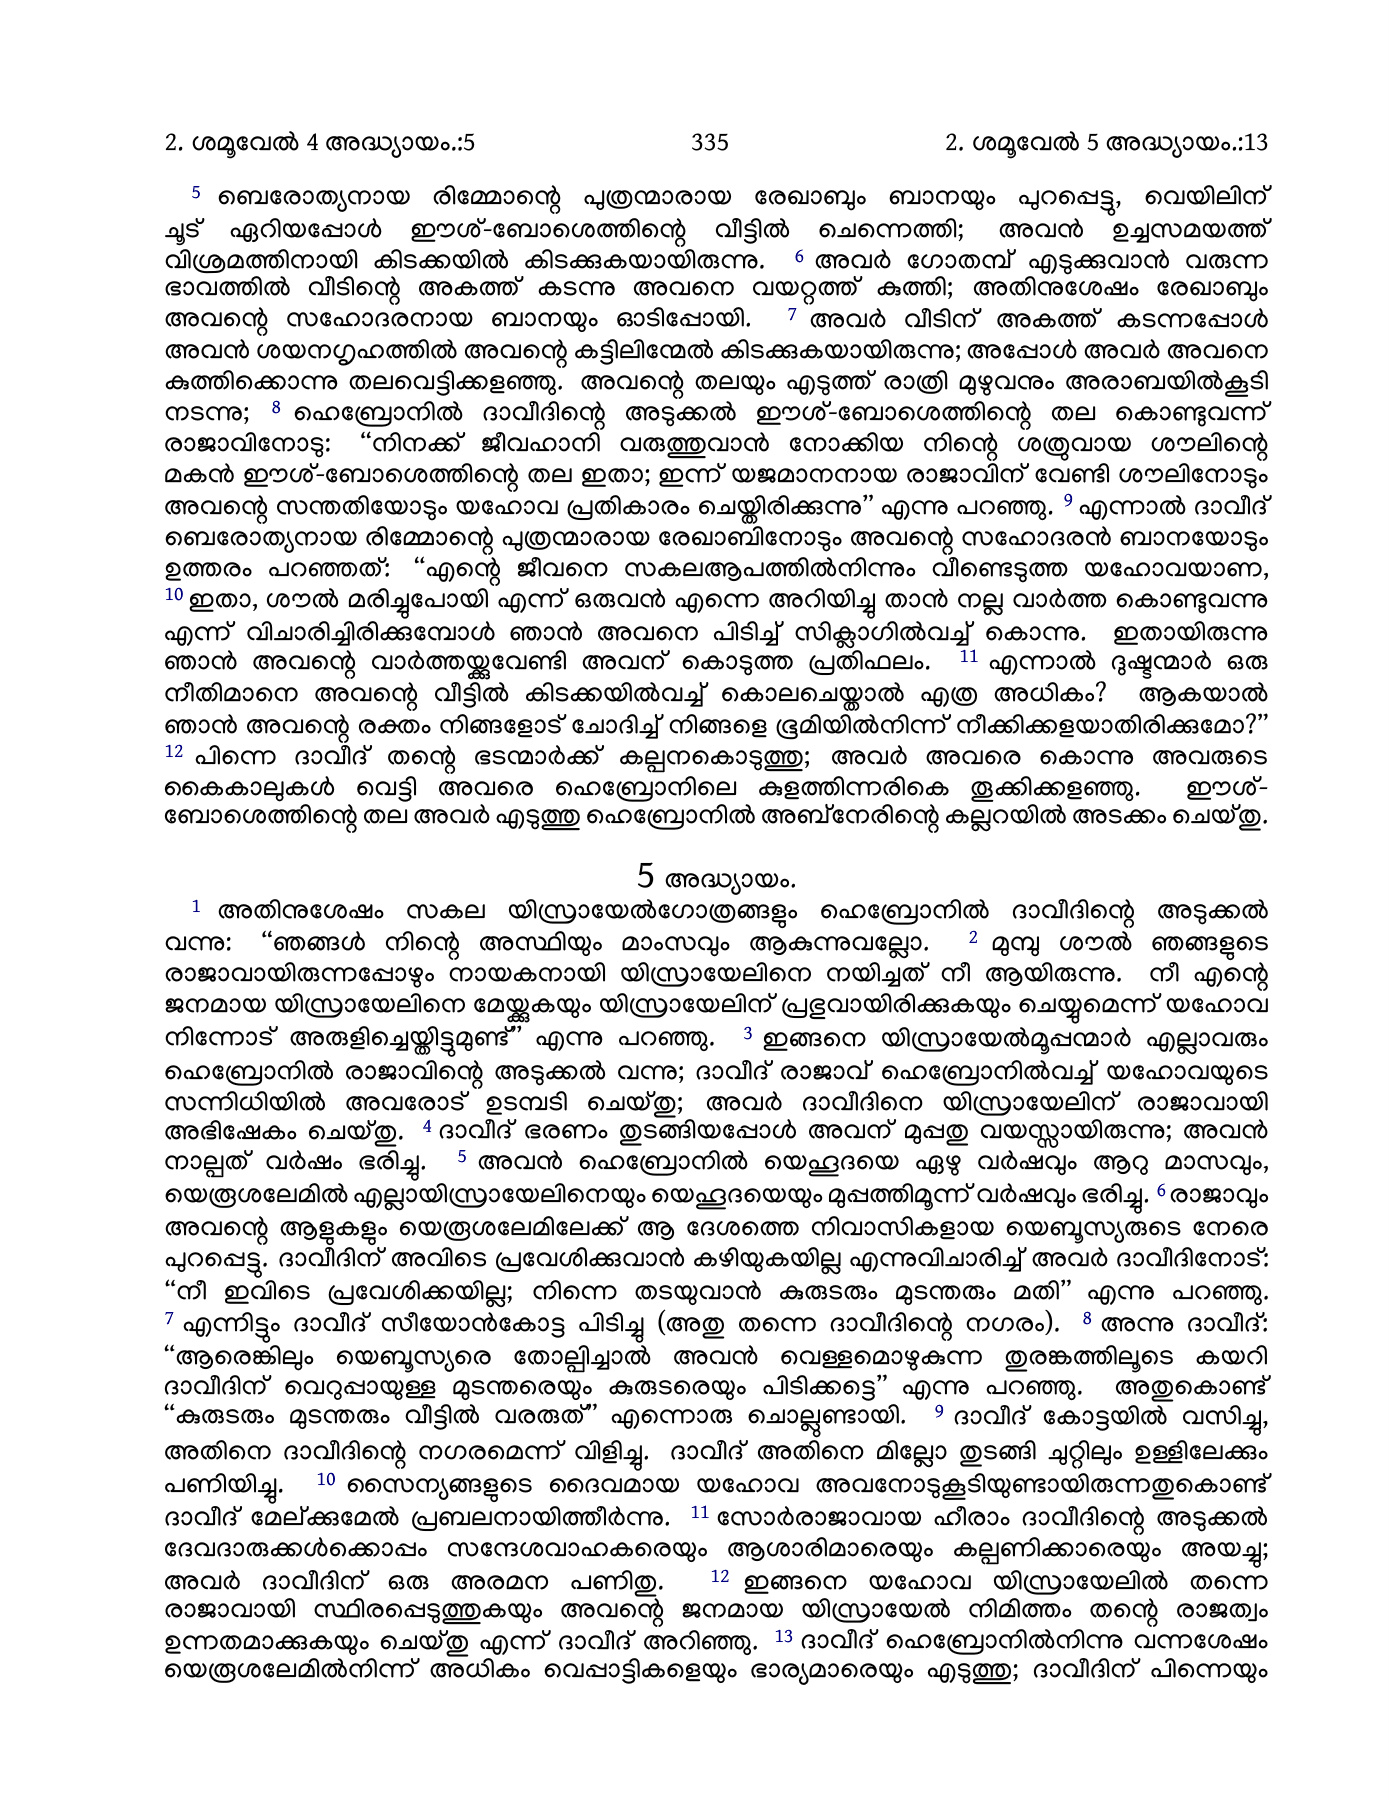 2. ശമൂവേൽ 4 അദ്ധ്യായം.:5 335 2. ശമൂവേൽ 5 അദ്ധ്യായം.:13
5 ബെരോത്യനായ രിമ്മോന്റെ പുത്രന്മാരായ രേഖാബും ബാനയും പുറപ്പെട്ടു, വെയിലിന്
ചൂട് ഏറിയപ്പോൾ ഈശ്-ബോശെത്തിന്റെ വീട്ടിൽ ചെന്നെത്തി; അവൻ ഉച്ചസമയത്ത്
വിശ്രമത്തിനായി കിടക്കയിൽ കിടക്കുകയായിരുന്നു. 6 അവർ ഗോതമ്പ് എടുക്കുവാൻ വരുന്ന
ഭാവത്തിൽ വീടിന്റെ അകത്ത് കടന്നു അവനെ വയറ്റത്ത് കുത്തി; അതിനുശേഷം രേഖാബും
അവന്റെ സഹോദരനായ ബാനയും ഓടിപ്പോയി. 7 അവർ വീടിന് അകത്ത് കടന്നപ്പോൾ
അവൻ ശയനഗൃഹത്തിൽ അവന്റെ കട്ടിലിന്മേൽ കിടക്കുകയായിരുന്നു; അപ്പോൾ അവർ അവനെ
കുത്തിക്കൊന്നു തലവെട്ടിക്കളഞ്ഞു. അവന്റെ തലയും എടുത്ത് രാത്രി മുഴുവനും അരാബയിൽകൂടി
നടന്നു; 8 ഹെബ്രോനിൽ ദാവീദിന്റെ അടുക്കൽ ഈശ്-ബോശെത്തിന്റെ തല കൊണ്ടുവന്ന്
രാജാവിനോടു: “നിനക്ക് ജീവഹാനി വരുത്തുവാൻ നോക്കിയ നിന്റെ ശത്രുവായ ശൗലിന്റെ
മകൻ ഈശ്-ബോശെത്തിന്റെ തല ഇതാ; ഇന്ന് യജമാനനായ രാജാവിന് വേണ്ടി ശൗലിനോടും
അവന്റെ സന്തതിയോടും യഹോവ പ്രതികാരം ചെയ്തിരിക്കുന്നു” എന്നു പറഞ്ഞു. 9 എന്നാൽ ദാവീദ്
ബെരോത്യനായ രിമ്മോന്റെ പുത്രന്മാരായ രേഖാബിനോടും അവന്റെ സഹോദരൻ ബാനയോടും
ഉത്തരം പറഞ്ഞത്: “എന്റെ ജീവനെ സകലആപത്തിൽനിന്നും വീണ്ടെടുത്ത യഹോവയാണ,
10 ഇതാ, ശൗൽ മരിച്ചുപോയി എന്ന് ഒരുവൻ എന്നെ അറിയിച്ചു താൻ നല്ല വാർത്ത കൊണ്ടുവന്നു
എന്ന് വിചാരിച്ചിരിക്കുമ്പോൾ ഞാൻ അവനെ പിടിച്ച് സിക്ലാഗിൽവച്ച് കൊന്നു. ഇതായിരുന്നു
ഞാൻ അവന്റെ വാർത്തയ്ക്കുവേണ്ടി അവന് കൊടുത്ത പ്രതിഫലം. 11 എന്നാൽ ദുഷ്ടന്മാർ ഒരു
നീതിമാനെ അവന്റെ വീട്ടിൽ കിടക്കയിൽവച്ച് കൊലചെയ്താൽ എത്ര അധികം? ആകയാൽ
ഞാൻ അവന്റെ രക്തം നിങ്ങളോട് ചോദിച്ച് നിങ്ങളെ ഭൂമിയിൽനിന്ന് നീക്കിക്കളയാതിരിക്കുമോ?”
12 പിന്നെ ദാവീദ് തന്റെ ഭടന്മാർക്ക് കല്പനകൊടുത്തു; അവർ അവരെ കൊന്നു അവരുടെ
കൈകാലുകൾ വെട്ടി അവരെ ഹെബ്രോനിലെ കുളത്തിന്നരികെ തൂക്കിക്കളഞ്ഞു. ഈശ്-
ബോശെത്തിന്റെ തല അവർ എടുത്തു ഹെബ്രോനിൽ അബ്നേരിന്റെ കല്ലറയിൽ അടക്കം ചെയ്തു.
5 അദ്ധ്യായം.
1 അതിനുശേഷം സകല യിസ്രായേൽഗോത്രങ്ങളും ഹെബ്രോനിൽ ദാവീദിന്റെ അടുക്കൽ
വന്നു: “ഞങ്ങൾ നിന്റെ അസ്ഥിയും മാംസവും ആകുന്നുവല്ലോ. 2 മുമ്പു ശൗൽ ഞങ്ങളുടെ
രാജാവായിരുന്നപ്പോഴും നായകനായി യിസ്രായേലിനെ നയിച്ചത് നീ ആയിരുന്നു. നീ എന്റെ
ജനമായ യിസ്രായേലിനെ മേയ്ക്കുകയും യിസ്രായേലിന് പ്രഭുവായിരിക്കുകയും ചെയ്യുമെന്ന് യഹോവ
നിന്നോട് അരുളിച്ചെയ്തിട്ടുമുണ്ട്” എന്നു പറഞ്ഞു. 3 ഇങ്ങനെ യിസ്രായേൽമൂപ്പന്മാർ എല്ലാവരും
ഹെബ്രോനിൽ രാജാവിന്റെ അടുക്കൽ വന്നു; ദാവീദ് രാജാവ് ഹെബ്രോനിൽവച്ച് യഹോവയുടെ
സന്നിധിയിൽ അവരോട് ഉടമ്പടി ചെയ്തു; അവർ ദാവീദിനെ യിസ്രായേലിന് രാജാവായി
അഭിഷേകം ചെയ്തു. 4 ദാവീദ് ഭരണം തുടങ്ങിയപ്പോൾ അവന് മുപ്പതു വയസ്സായിരുന്നു; അവൻ
നാല്പത് വർഷം ഭരിച്ചു. 5 അവൻ ഹെബ്രോനിൽ യെഹൂദയെ ഏഴു വർഷവും ആറു മാസവും,
യെരൂശലേമിൽ എല്ലായിസ്രായേലിനെയും യെഹൂദയെയും മുപ്പത്തിമൂന്ന് വർഷവും ഭരിച്ചു. 6 രാജാവും
അവന്റെ ആളുകളും യെരൂശലേമിലേക്ക് ആ ദേശത്തെ നിവാസികളായ യെബൂസ്യരുടെ നേരെ
പുറപ്പെട്ടു. ദാവീദിന് അവിടെ പ്രവേശിക്കുവാൻ കഴിയുകയില്ല എന്നുവിചാരിച്ച് അവർ ദാവീദിനോട്:
“നീ ഇവിടെ പ്രവേശിക്കയില്ല; നിന്നെ തടയുവാൻ കുരുടരും മുടന്തരും മതി” എന്നു പറഞ്ഞു.
7 എന്നിട്ടും ദാവീദ് സീയോൻകോട്ട പിടിച്ചു (അതു തന്നെ ദാവീദിന്റെ നഗരം). 8 അന്നു ദാവീദ്:
“ആരെങ്കിലും യെബൂസ്യരെ തോല്പിച്ചാൽ അവൻ വെള്ളമൊഴുകുന്ന തുരങ്കത്തിലൂടെ കയറി
ദാവീദിന് വെറുപ്പായുള്ള മുടന്തരെയും കുരുടരെയും പിടിക്കട്ടെ” എന്നു പറഞ്ഞു. അതുകൊണ്ട്
“കുരുടരും മുടന്തരും വീട്ടിൽ വരരുത്” എന്നൊരു ചൊല്ലുണ്ടായി. 9 ദാവീദ് കോട്ടയിൽ വസിച്ചു,
അതിനെ ദാവീദിന്റെ നഗരമെന്ന് വിളിച്ചു. ദാവീദ് അതിനെ മില്ലോ തുടങ്ങി ചുറ്റിലും ഉള്ളിലേക്കും
പണിയിച്ചു. 10 സൈന്യങ്ങളുടെ ദൈവമായ യഹോവ അവനോടുകൂടിയുണ്ടായിരുന്നതുകൊണ്ട്
ദാവീദ് മേല്ക്കുമേൽ പ്രബലനായിത്തീർന്നു. 11 സോർരാജാവായ ഹീരാം ദാവീദിന്റെ അടുക്കൽ
ദേവദാരുക്കൾക്കൊപ്പം സന്ദേശവാഹകരെയും ആശാരിമാരെയും കല്പണിക്കാരെയും അയച്ചു;
അവർ ദാവീദിന് ഒരു അരമന പണിതു. 12 ഇങ്ങനെ യഹോവ യിസ്രായേലിൽ തന്നെ
രാജാവായി സ്ഥിരപ്പെടുത്തുകയും അവന്റെ ജനമായ യിസ്രായേൽ നിമിത്തം തന്റെ രാജത്വം
ഉന്നതമാക്കുകയും ചെയ്തു എന്ന് ദാവീദ് അറിഞ്ഞു. 13 ദാവീദ് ഹെബ്രോനിൽനിന്നു വന്നശേഷം
യെരൂശലേമിൽനിന്ന് അധികം വെപ്പാട്ടികളെയും ഭാര്യമാരെയും എടുത്തു; ദാവീദിന് പിന്നെയും